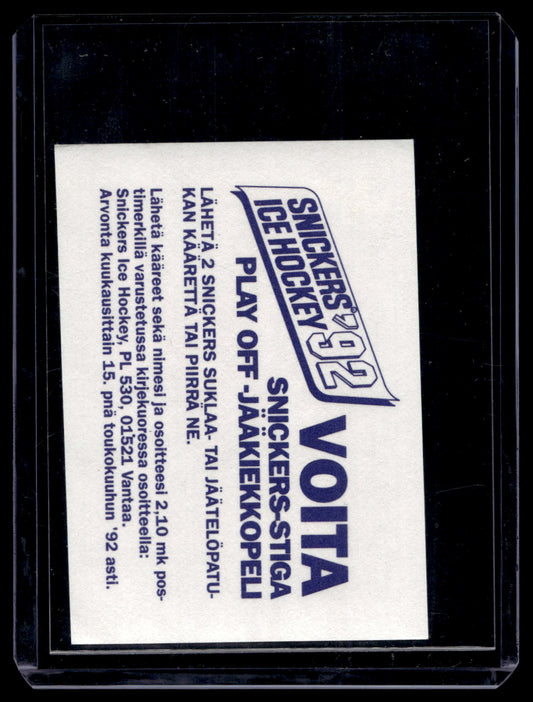 SNICKERS' '92
ICE HOCKEY
VOITA
SNICKERS-STIGA
PLAY OFF -JÄÄKIEKKOPELI
LÄHETÄ 2 SNICKERS SUKLAA- TAI JÄÄTELÖPATU-
KAN KÄÄRETTÄ TAI PIIRRÄ NE.
Lähetä kääreet sekä nimesi ja osoitteesi 2,10 mk pos-
timerkillä varustetussa kirjekuoressa osoitteella:
Snickers Ice Hockey, PL 530, 01521 Vantaa.
Arvonta kuukausittain 15. pnä toukokuuhun '92 asti.